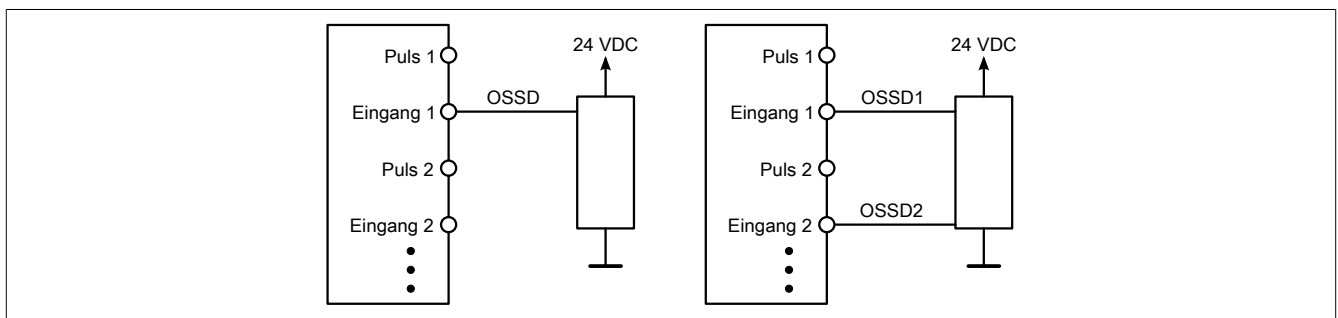 Puls 1
24 VDC
Eingang 1
OSSD
Puls 2
Eingang 2
Puls 1
24 VDC
Eingang 1
OSSD1
Puls 2
Eingang 2
OSSD2